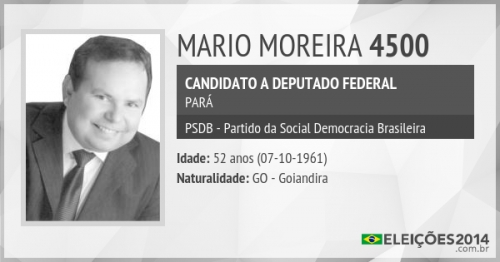 MARIO MOREIRA 4500
CANDIDATO A DEPUTADO FEDERAL
PARÁ
PSDB - Partido da Social Democracia Brasileira
Idade: 52 anos (07-10-1961)
Naturalidade: GO - Goiandira
ELEIÇÕES2014
.com.br